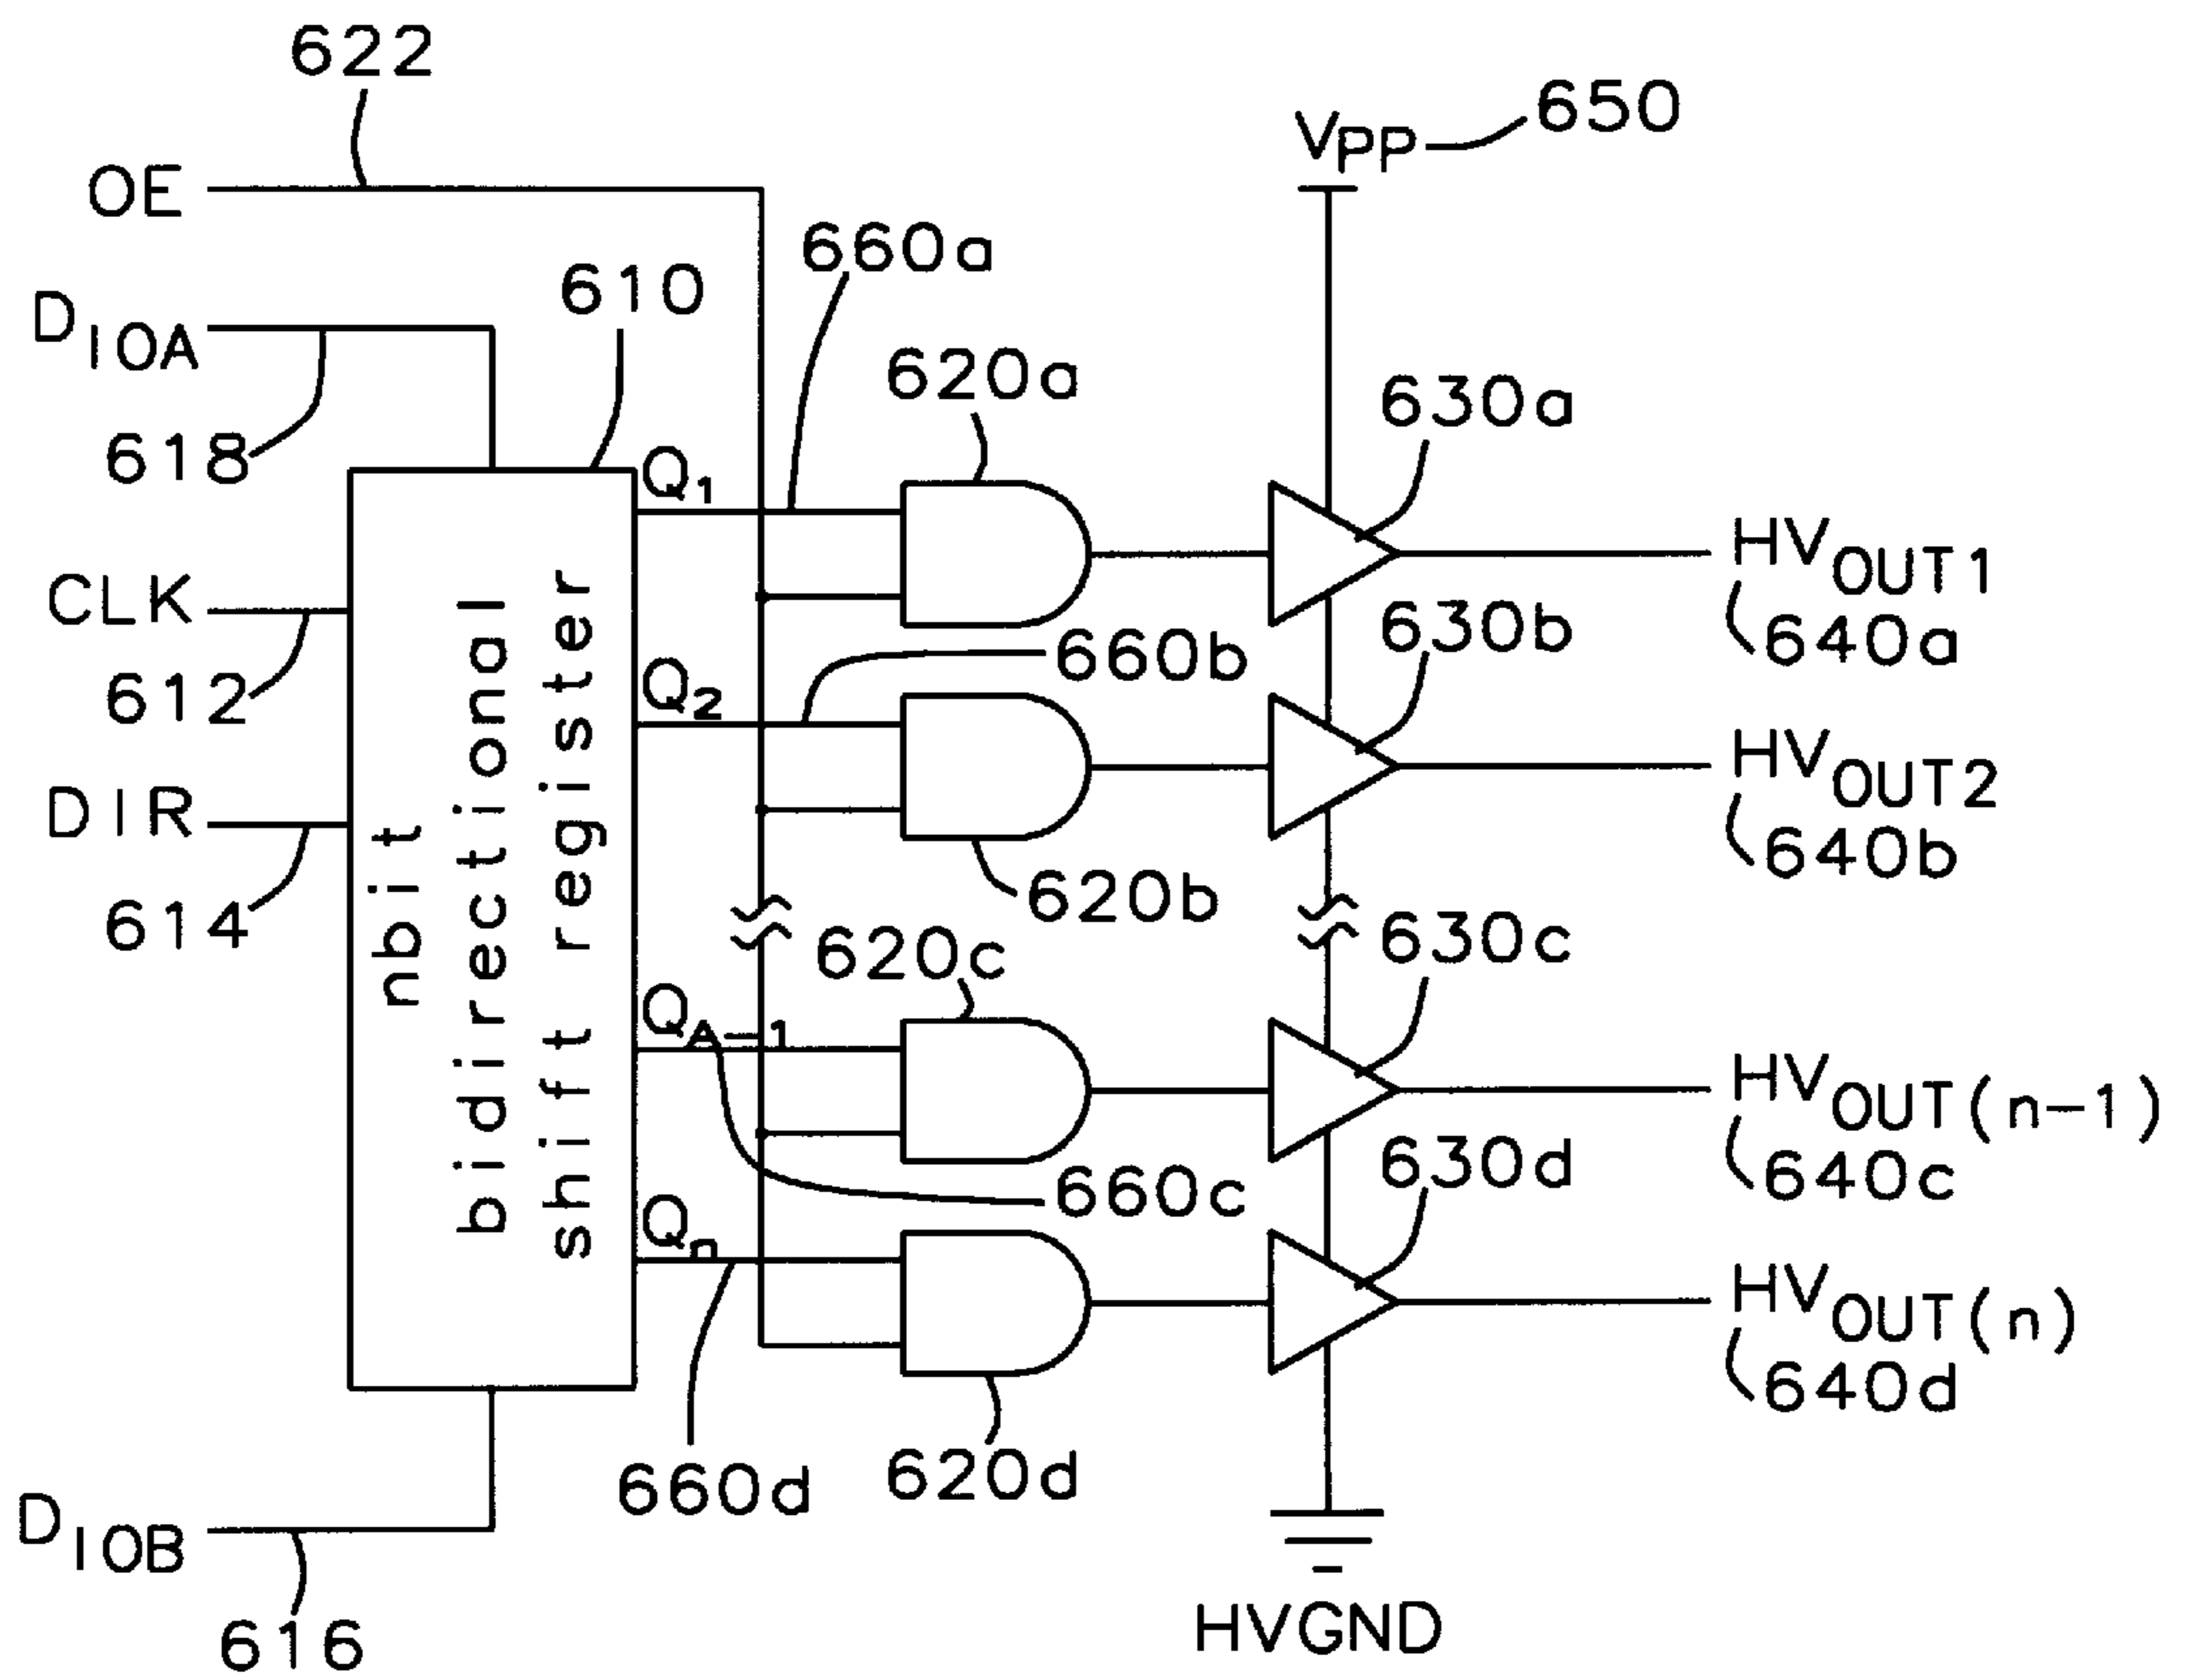 622
OE
VPP
650
660a
610
DIOA
618
620a
630a
Q1
HVOUT1
640a
CLK
612
630b
660b
Q2
HVOUT2
640b
DIR
614
620b
nbit
bidirectional
shift register
620c
630c
QA-1
HVOUT(n-1)
640c
630d
660c
Qn
HVOUT(n)
640d
660d
620d
DIOB
616
HVGND